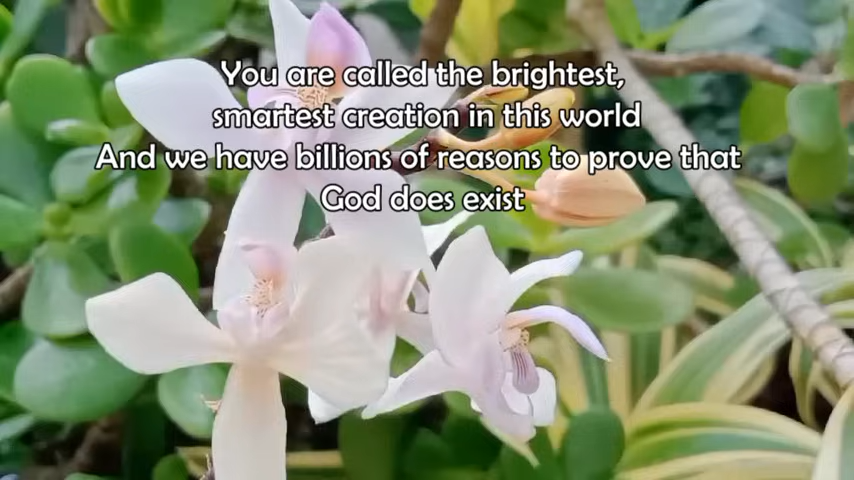 You are called the brightest,
smartest creation in this world
And we have billions of reasons to prove that
God does exist